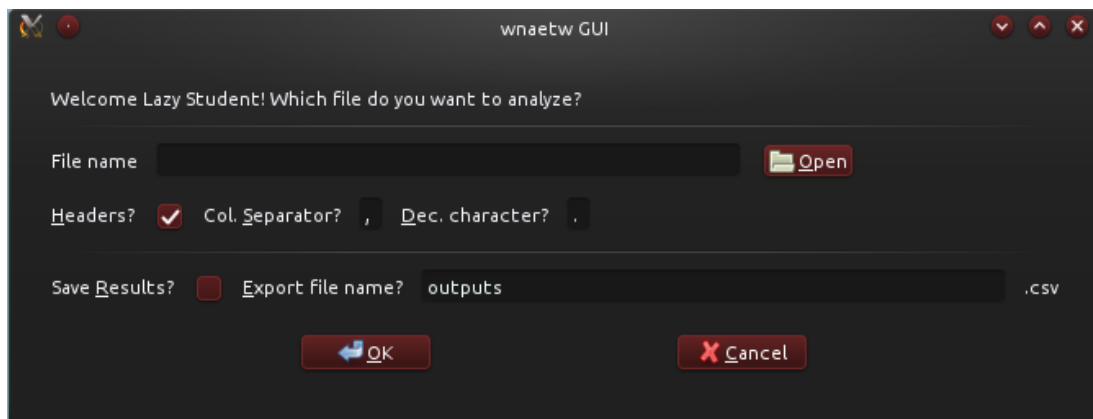 wnaetw GUI
Welcome Lazy Student! Which file do you want to analyze?
File name Open
Headers? Col. Separator? , Dec. character? .
Save Results? Export file name? outputs .csv
OK Cancel